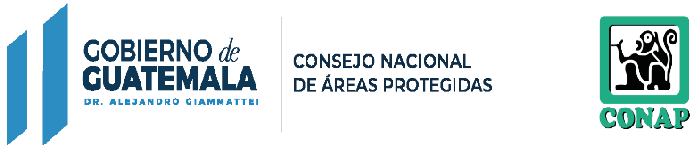 GOBIERNO de
GUATEMALA
DR. ALEJANDRO GIAMMATTEI
CONSEJO NACIONAL
DE ÁREAS PROTEGIDAS
CONAP